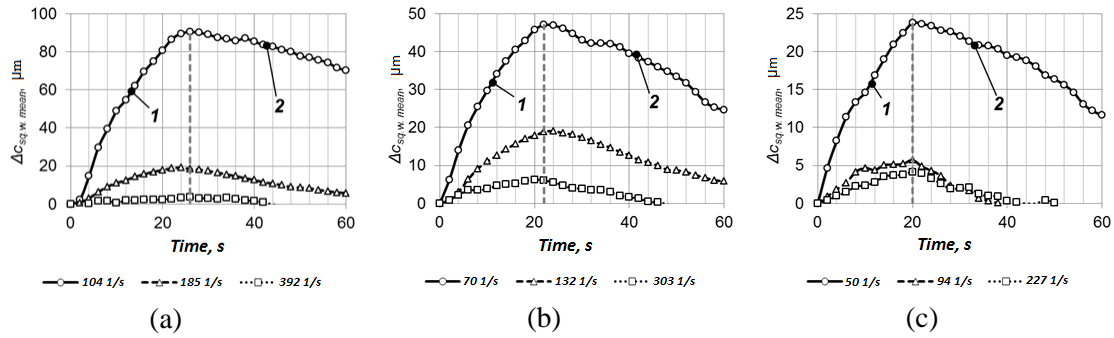 100
80
60
40
20
0
0 20 40 60
μm
Δc sq.w. mean,
Time, s
1
2
104 1/s 185 1/s 392 1/s
(a)
50
40
30
20
10
0
0 20 40 60
μm
Δc sq.w. mean,
Time, s
1
2
70 1/s 132 1/s 303 1/s
(b)
25
20
15
10
5
0
0 20 40 60
μm
Δc sq.w. mean,
Time, s
1
2
50 1/s 94 1/s 227 1/s
(c)